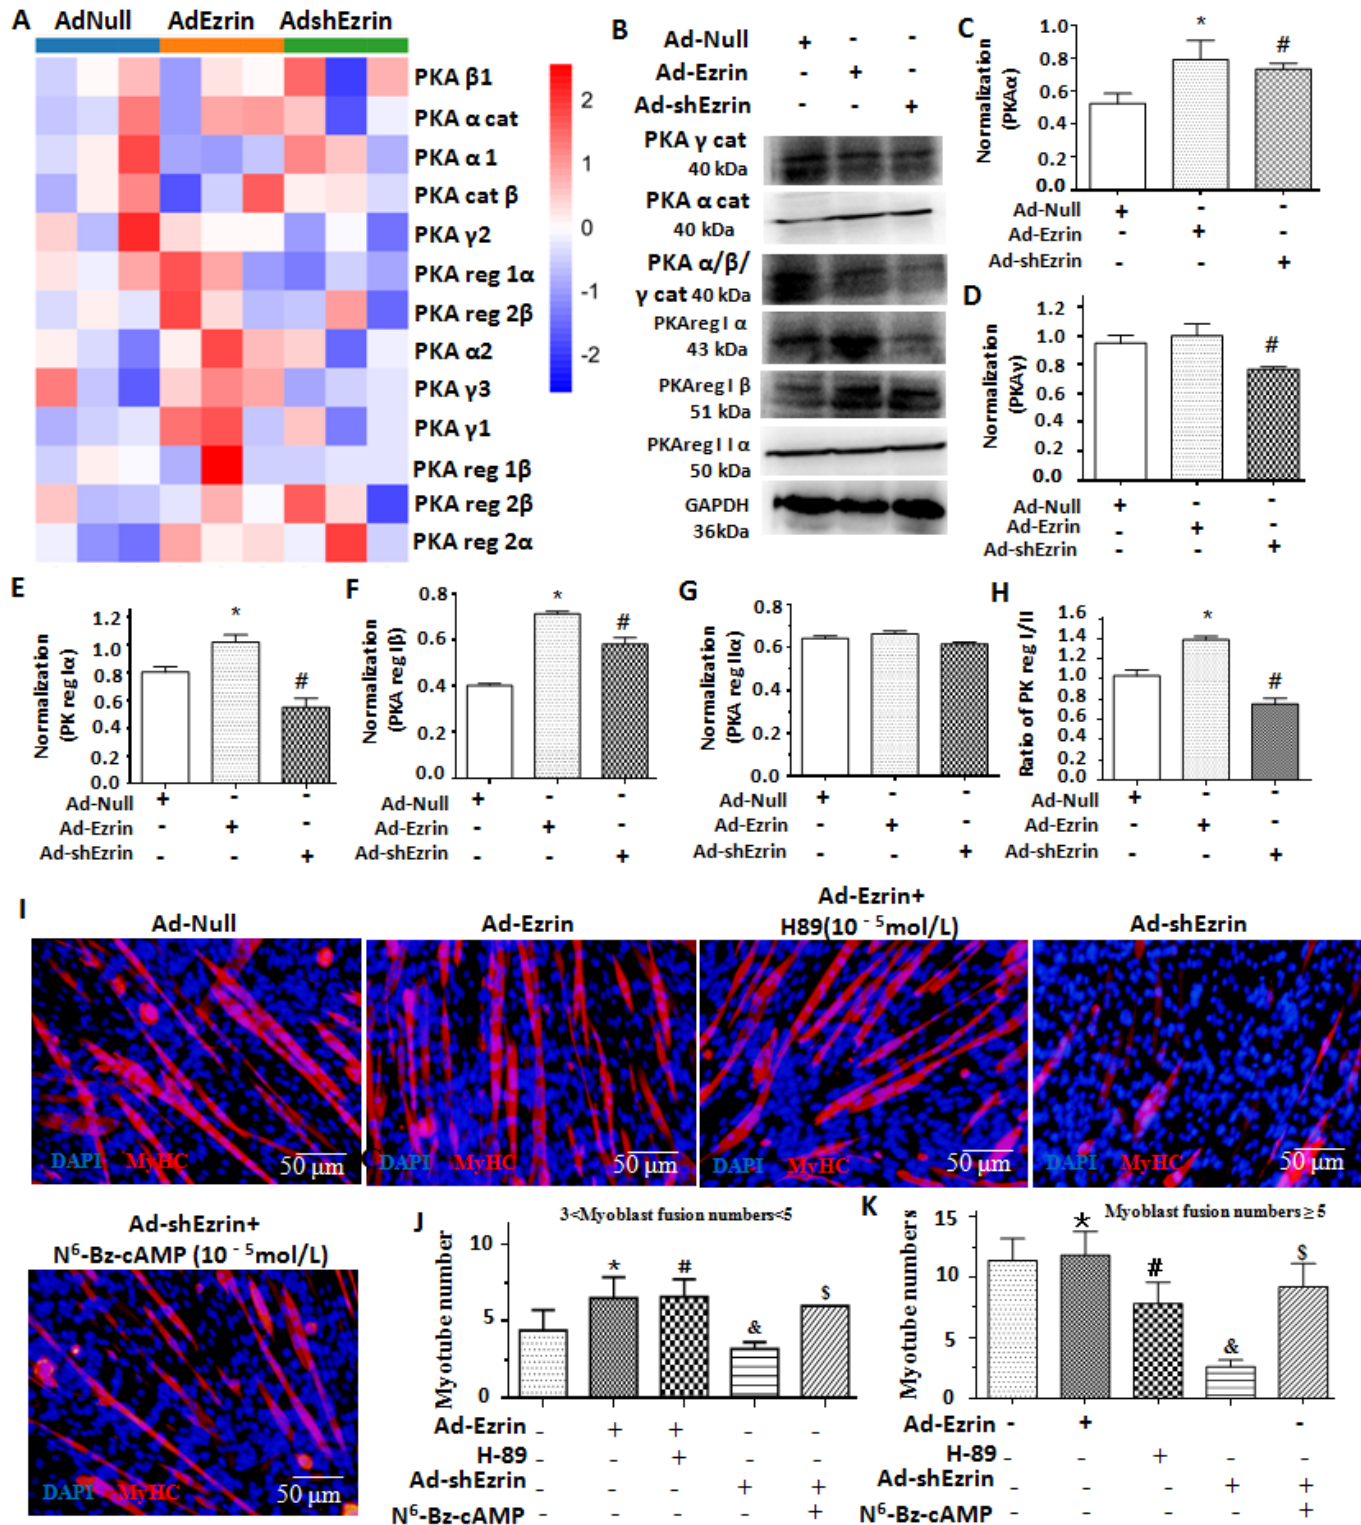 A
AdNull AdEzrin AdshEzrin
PKA β1
PKA α cat
PKA α 1
PKA cat β
PKA γ2
PKA reg 1α
PKA reg 2β
PKA α2
PKA γ3
PKA γ1
PKA reg 1β
PKA reg 2β
PKA reg 2α
2
1
0
-1
-2
B
Ad-Null + - -
Ad-Ezrin - + -
Ad-shEzrin - - +
PKA γ cat
40 kDa
PKA α cat
40 kDa
PKA α/β/
γ cat 40 kDa
PKAreg I α
43 kDa
PKAreg I β
51 kDa
PKAreg I I α
50 kDa
GAPDH
36kDa
C
Normalization
(PKAα)
0.8
0.6
0.4
0.2
0.0
* #
Ad-Null + - -
Ad-Ezrin - + -
Ad-shEzrin - - +
D
Normalization
(PKAγ)
1.2
1.0
0.8
0.6
0.4
0.2
0.0
#
Ad-Null + - -
Ad-Ezrin - + -
Ad-shEzrin - - +
E
Normalization
(PK reg Iα)
1.2
1.0
0.8
0.6
0.4
0.2
0.0
* #
Ad-Null + - -
Ad-Ezrin - + -
Ad-shEzrin - - +
F
Normalization
(PKA reg Iβ)
0.8
0.6
0.4
0.2
0.0
* #
Ad-Null + - -
Ad-Ezrin - + -
Ad-shEzrin - - +
G
Normalization
(PKA reg IIα)
0.8
0.6
0.4
0.2
0.0
Ad-Null + - -
Ad-Ezrin - + -
Ad-shEzrin - - +
H
Ratio of PK reg I/II
1.6
1.4
1.2
1.0
0.8
0.6
0.4
0.2
0.0
* #
Ad-Null + - -
Ad-Ezrin - + -
Ad-shEzrin - - +
I
Ad-Null
DAPI MyHC 50 μm
Ad-Ezrin
DAPI MyHC 50 μm
Ad-Ezrin+
H89(10⁻⁵mol/L)
DAPI MyHC 50 μm
Ad-shEzrin
DAPI MyHC 50 μm
Ad-shEzrin+
N⁶-Bz-cAMP (10⁻⁵mol/L)
DAPI MyHC 50 μm
J
3<Myoblast fusion numbers<5
Myotube number
10
5
0
* # & $
Ad-Ezrin - + + - -
H-89 - - + - -
Ad-shEzrin - - - + +
N⁶-Bz-cAMP - - - - +
K
Myoblast fusion numbers ≥ 5
Myotube numbers
15
10
5
0
* # & $
Ad-Ezrin - + -
H-89 - - + - -
Ad-shEzrin - - - + +
N⁶-Bz-cAMP - - - - +